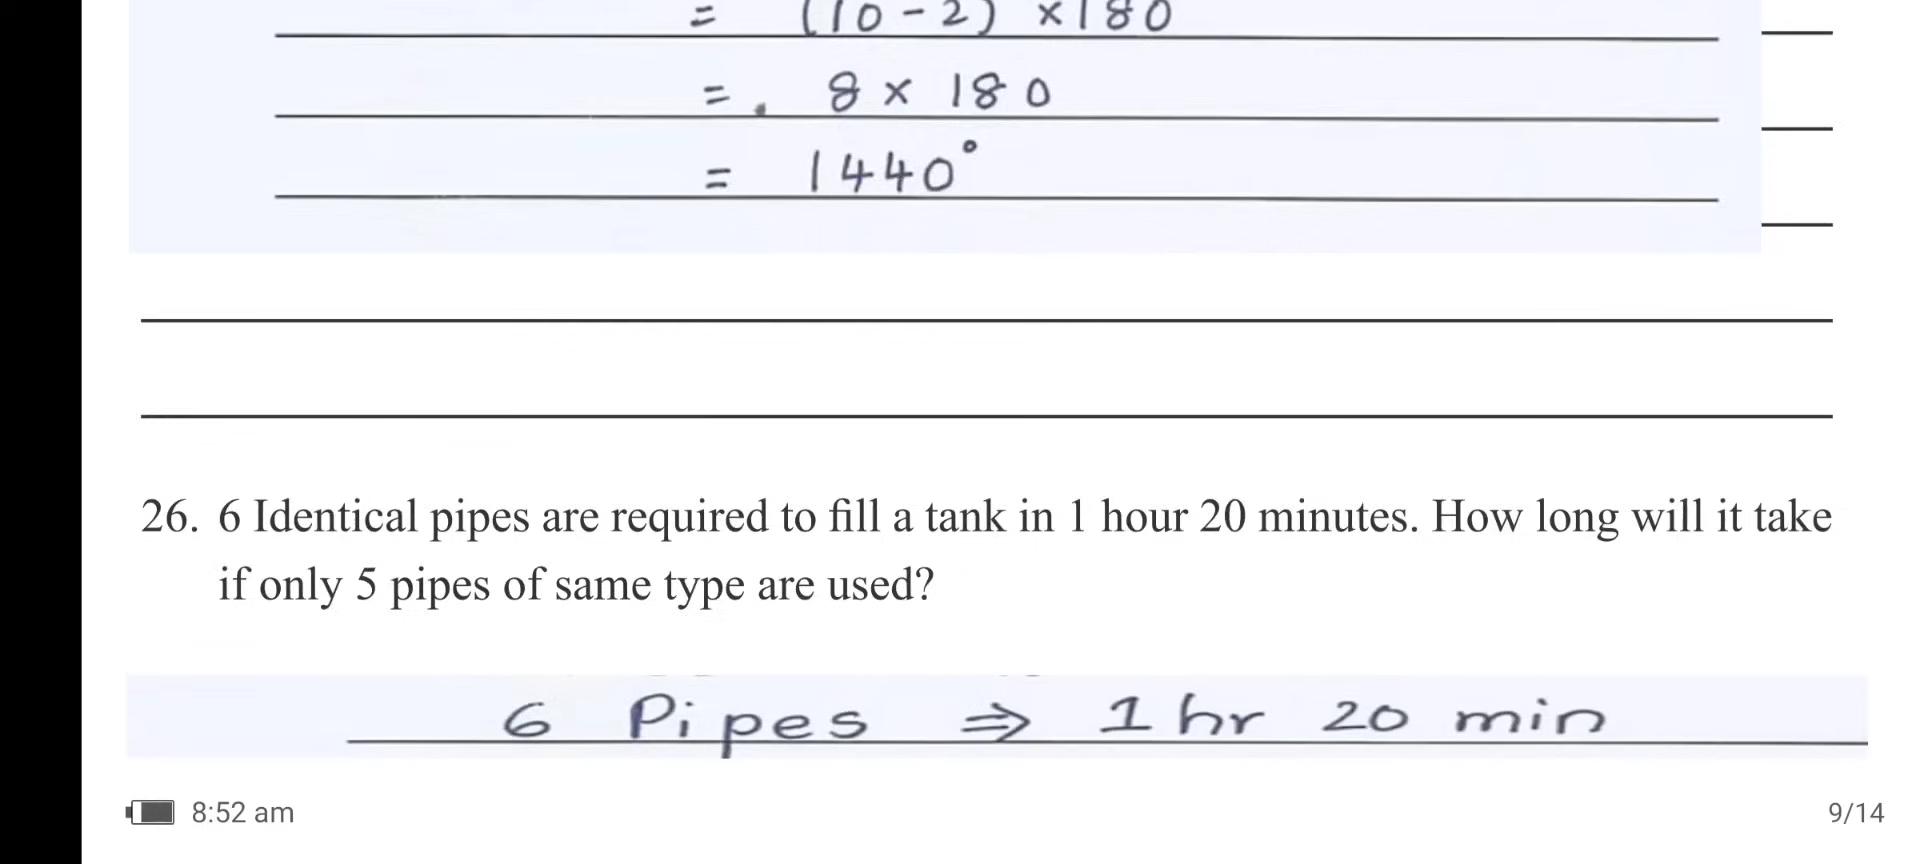 = (10-2) ×180
= 8 × 180
= 1440°
26. 6 Identical pipes are required to fill a tank in 1 hour 20 minutes. How long will it take
if only 5 pipes of same type are used?
6 Pipes ⇒ 1 hr 20 min
8:52 am
9/14